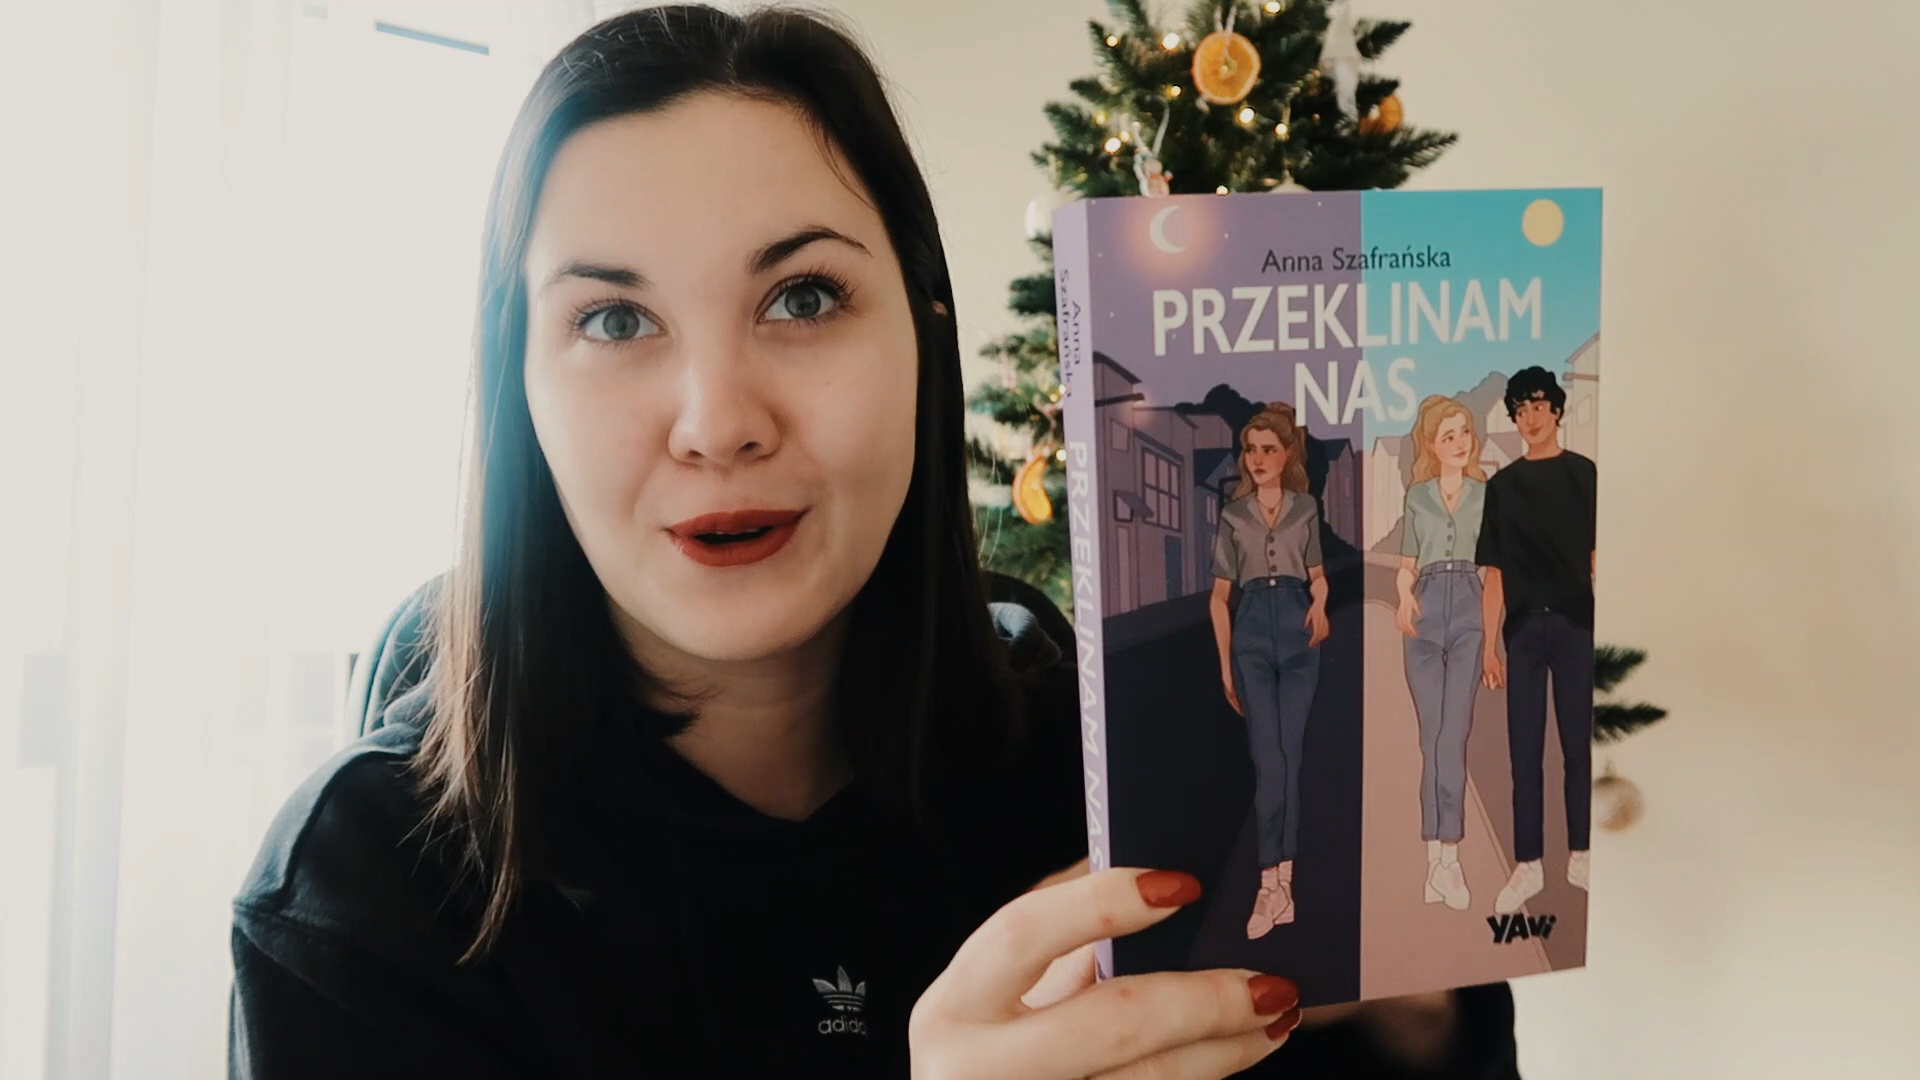 Anna Szafrańska
PRZEKLINAM
NAS
Anna
Szafrańska
PRZEKLINAM NAS
YAvi
adidas